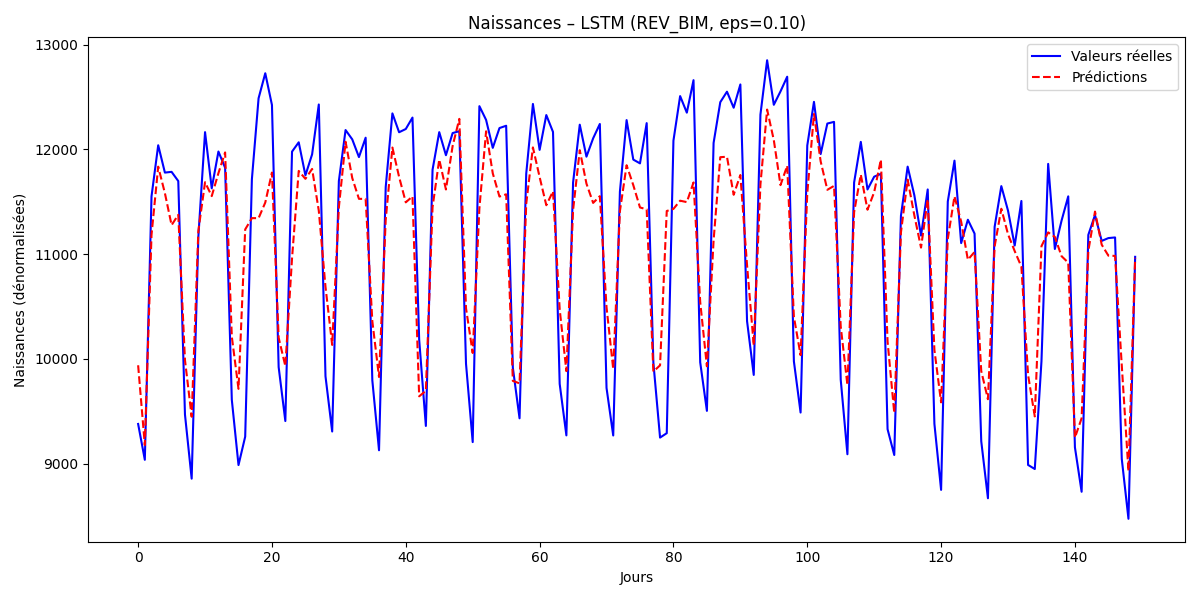 Naissances – LSTM (REV_BIM, eps=0.10)
Valeurs réelles
Prédictions
Naissances (dénormalisées)
13000
12000
11000
10000
9000
0 20 40 60 80 100 120 140
Jours